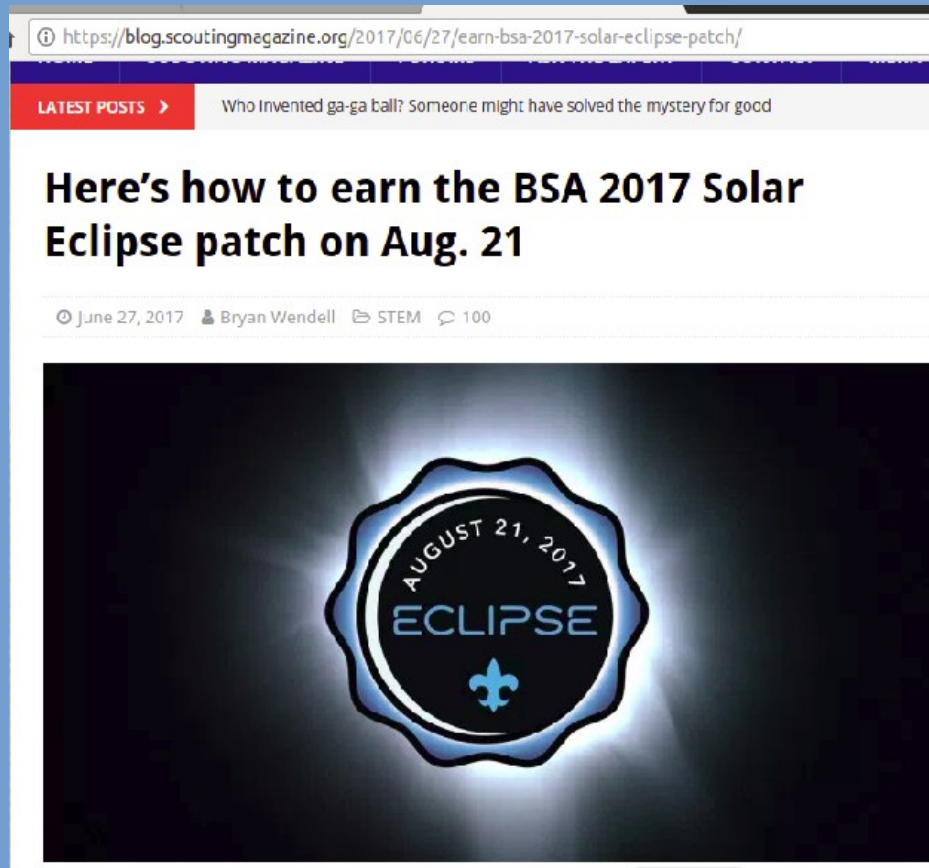 https://blog.scoutingmagazine.org/2017/06/27/earn-bsa-2017-solar-eclipse-patch/
LATEST POSTS
Who invented ga-ga ball? Someone might have solved the mystery for good
Here's how to earn the BSA 2017 Solar
Eclipse patch on Aug. 21
June 27, 2017 Bryan Wendell STEM 100
AUGUST 21, 2017
ECLIPSE